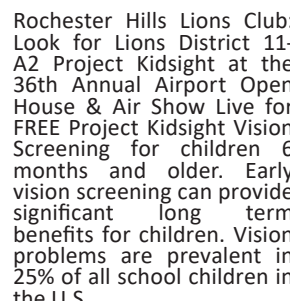 Rochester Hills Lions Club:
Look for Lions District 11-
A2 Project Kidsight at the
36th Annual Airport Open
House & Air Show Live for
FREE Project Kidsight Vision
Screening for children 6
months and older. Early
vision screening can provide
significant long term
benefits for children. Vision
problems are prevalent in
25% of all school children in
the U.S.